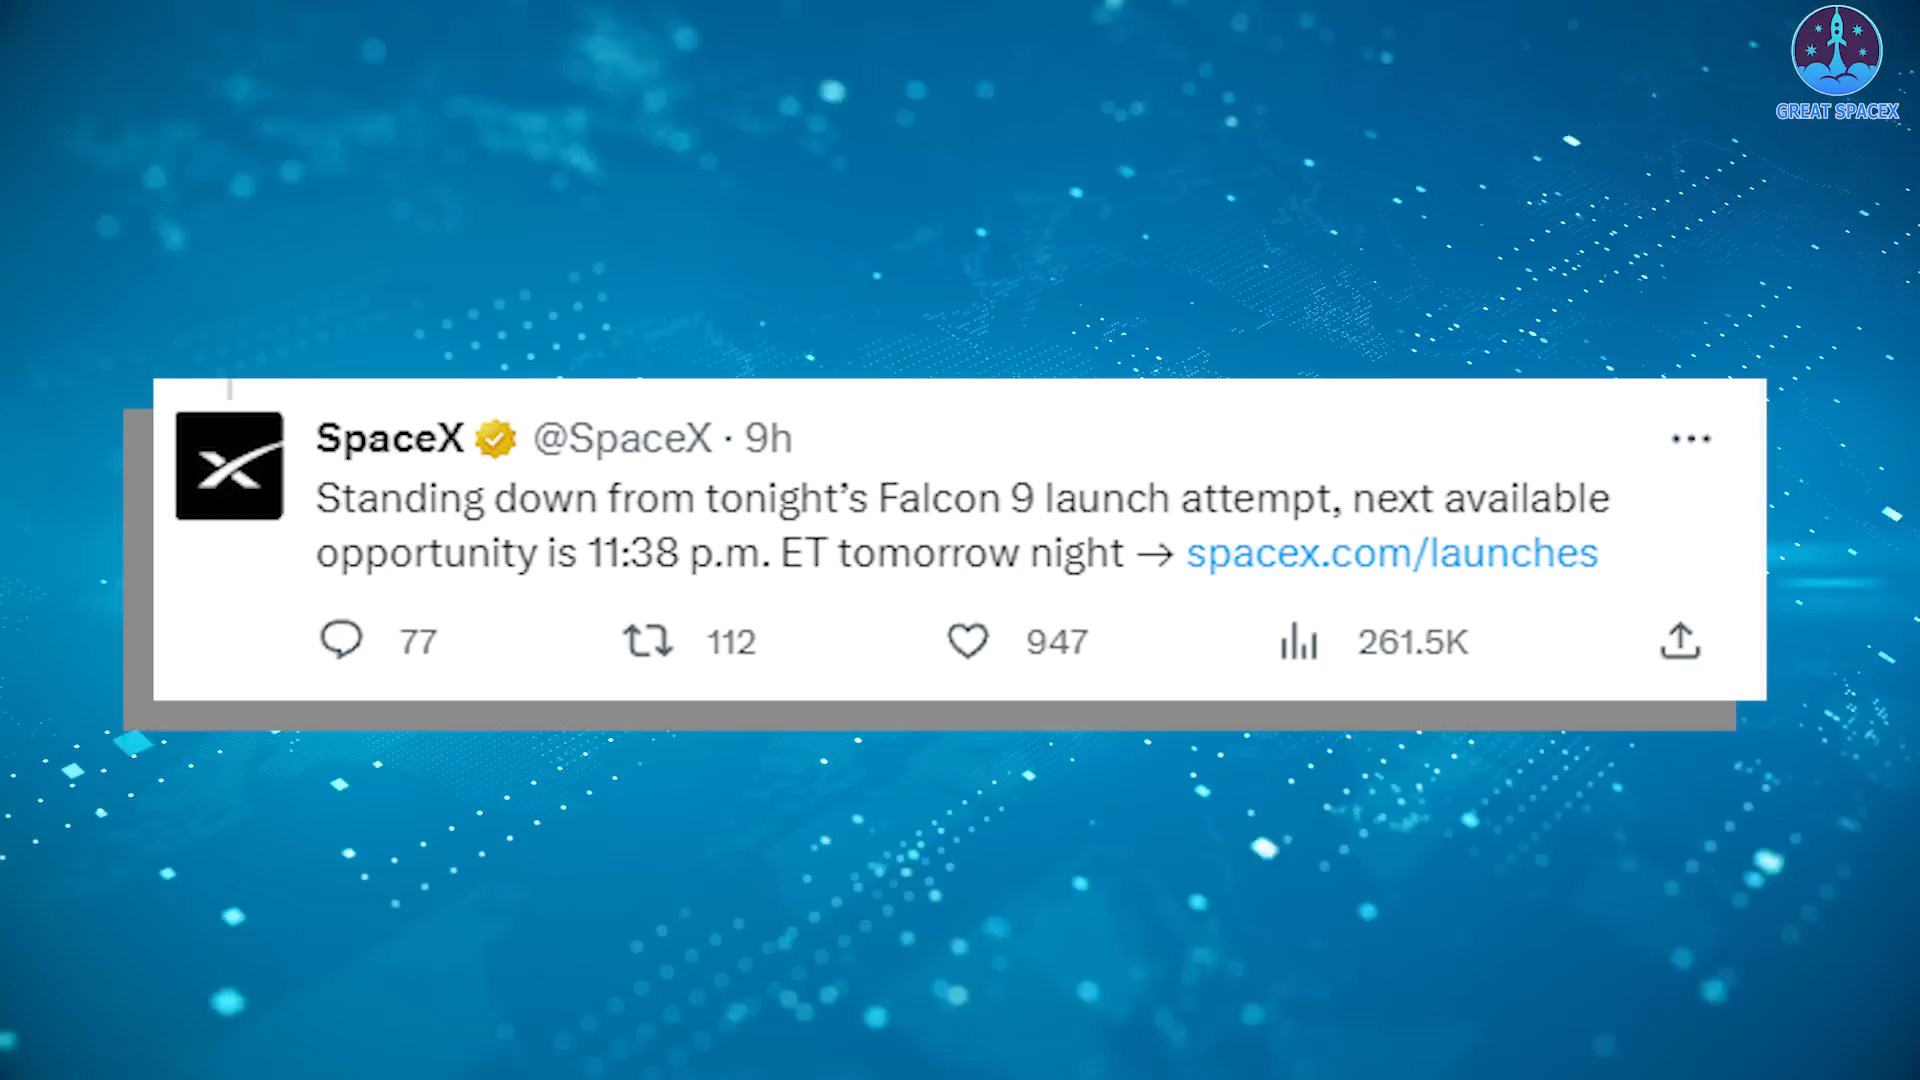 GREAT SPACEX
SpaceX @SpaceX · 9h
Standing down from tonight’s Falcon 9 launch attempt, next available
opportunity is 11:38 p.m. ET tomorrow night → spacex.com/launches
77 112 947 261.5K